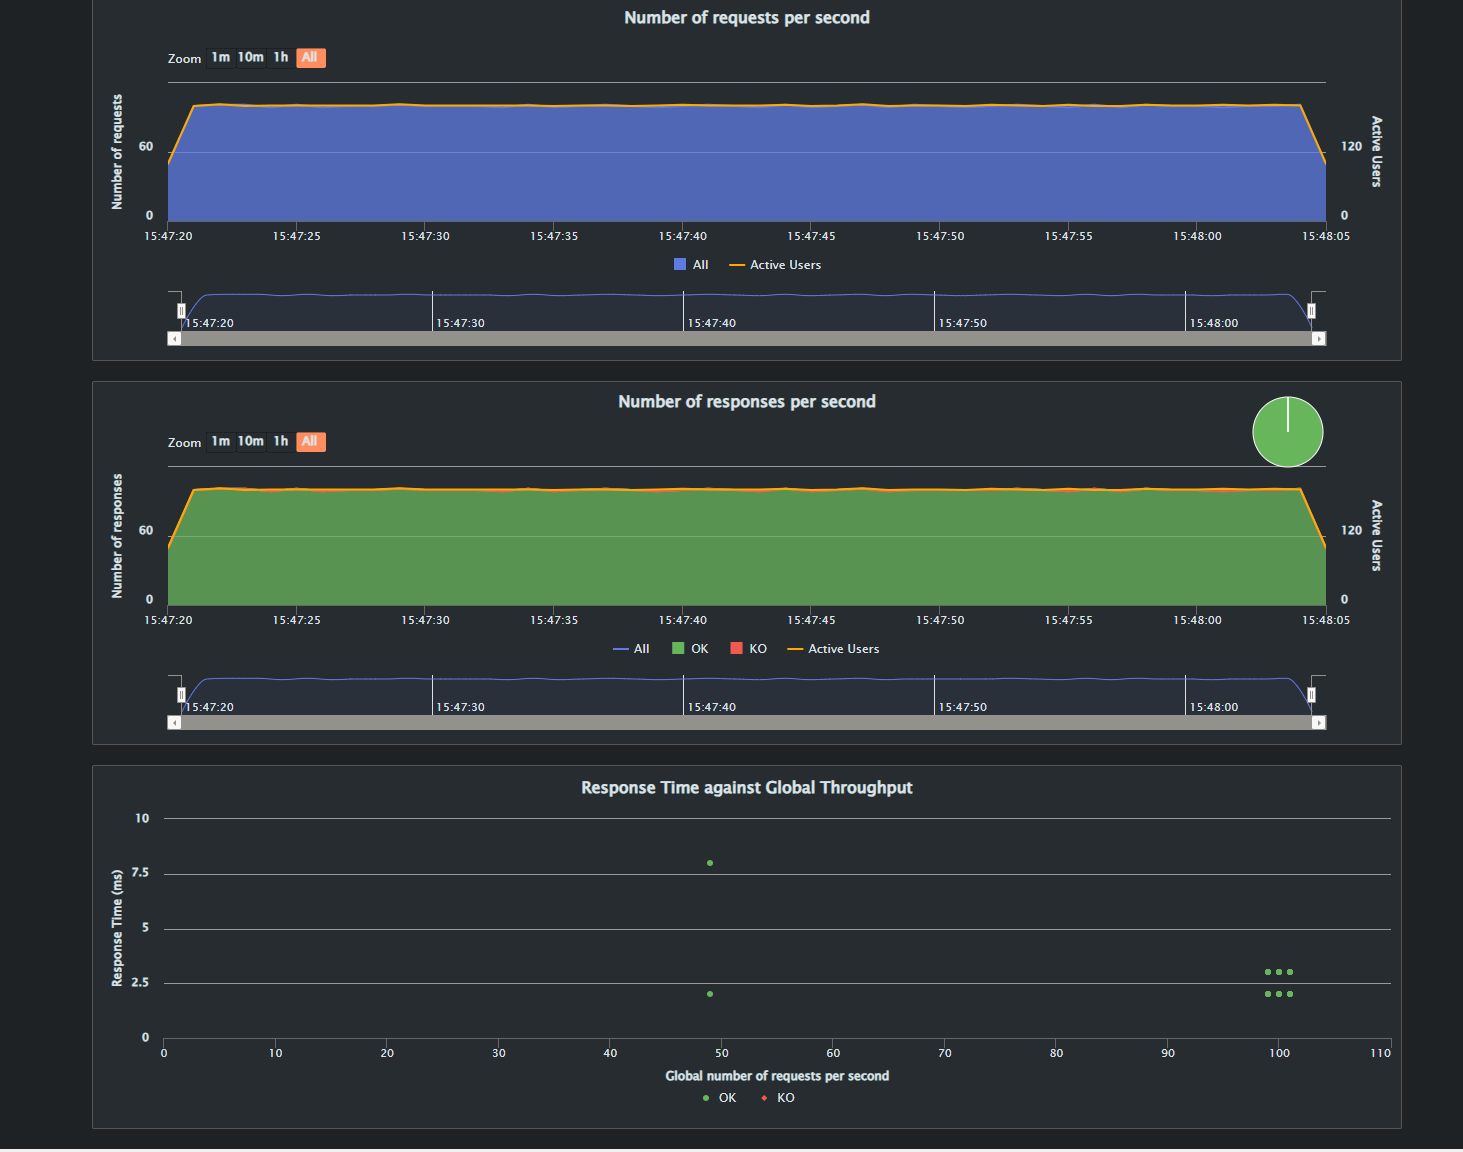 Number of requests per second
Zoom 1m 10m 1h All
Number of requests
60
0
Active Users
120
0
15:47:20 15:47:25 15:47:30 15:47:35 15:47:40 15:47:45 15:47:50 15:47:55 15:48:00 15:48:05
All Active Users
15:47:20 15:47:30 15:47:40 15:47:50 15:48:00
Number of responses per second
Zoom 1m 10m 1h All
Number of responses
60
0
Active Users
120
0
15:47:20 15:47:25 15:47:30 15:47:35 15:47:40 15:47:45 15:47:50 15:47:55 15:48:00 15:48:05
All OK KO Active Users
15:47:20 15:47:30 15:47:40 15:47:50 15:48:00
Response Time against Global Throughput
Response Time (ms)
10
7.5
5
2.5
0
0 10 20 30 40 50 60 70 80 90 100 110
Global number of requests per second
OK KO